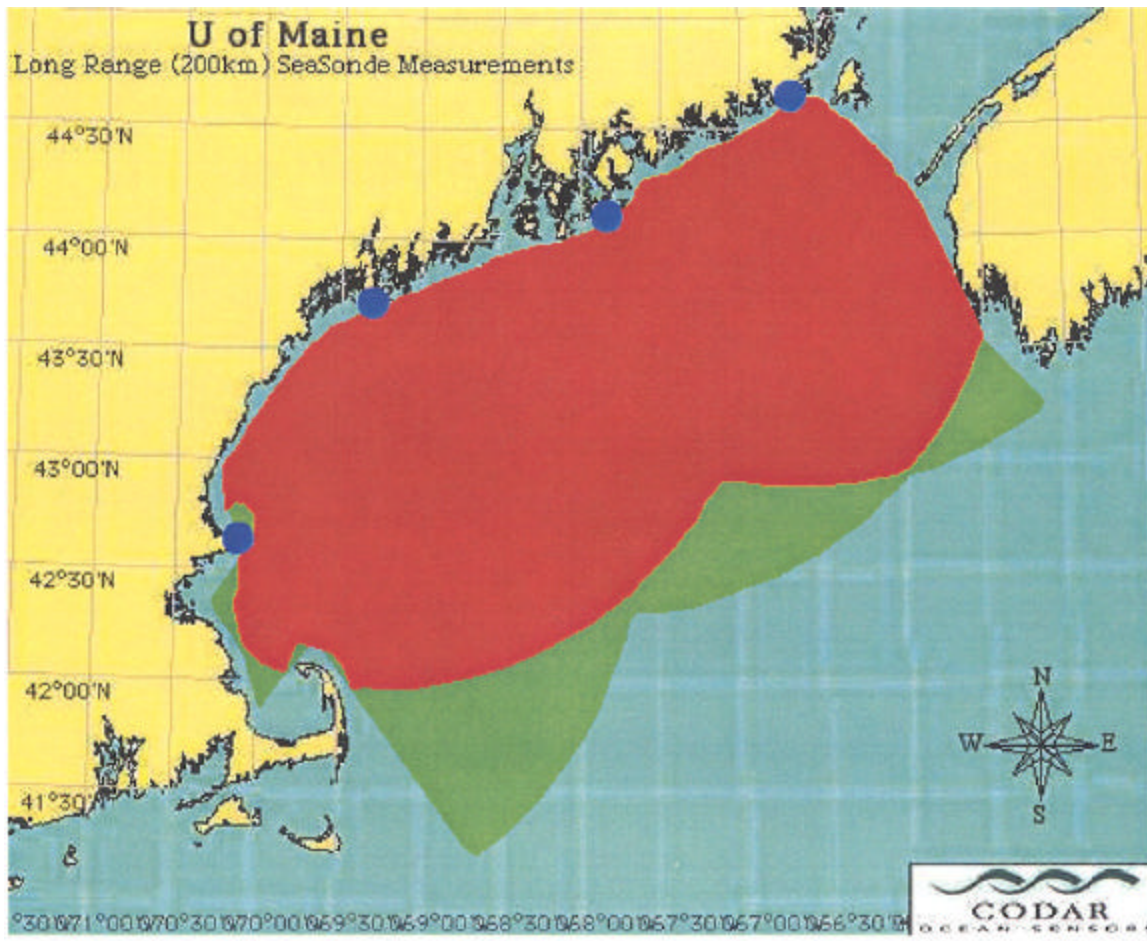 U of Maine
Long Range (200km) SeaSonde Measurements
44°30'N
44°00'N
43°30'N
43°00'N
42°30'N
42°00'N
41°30'
N
W E
S
CODAR
OCEAN SENSOR